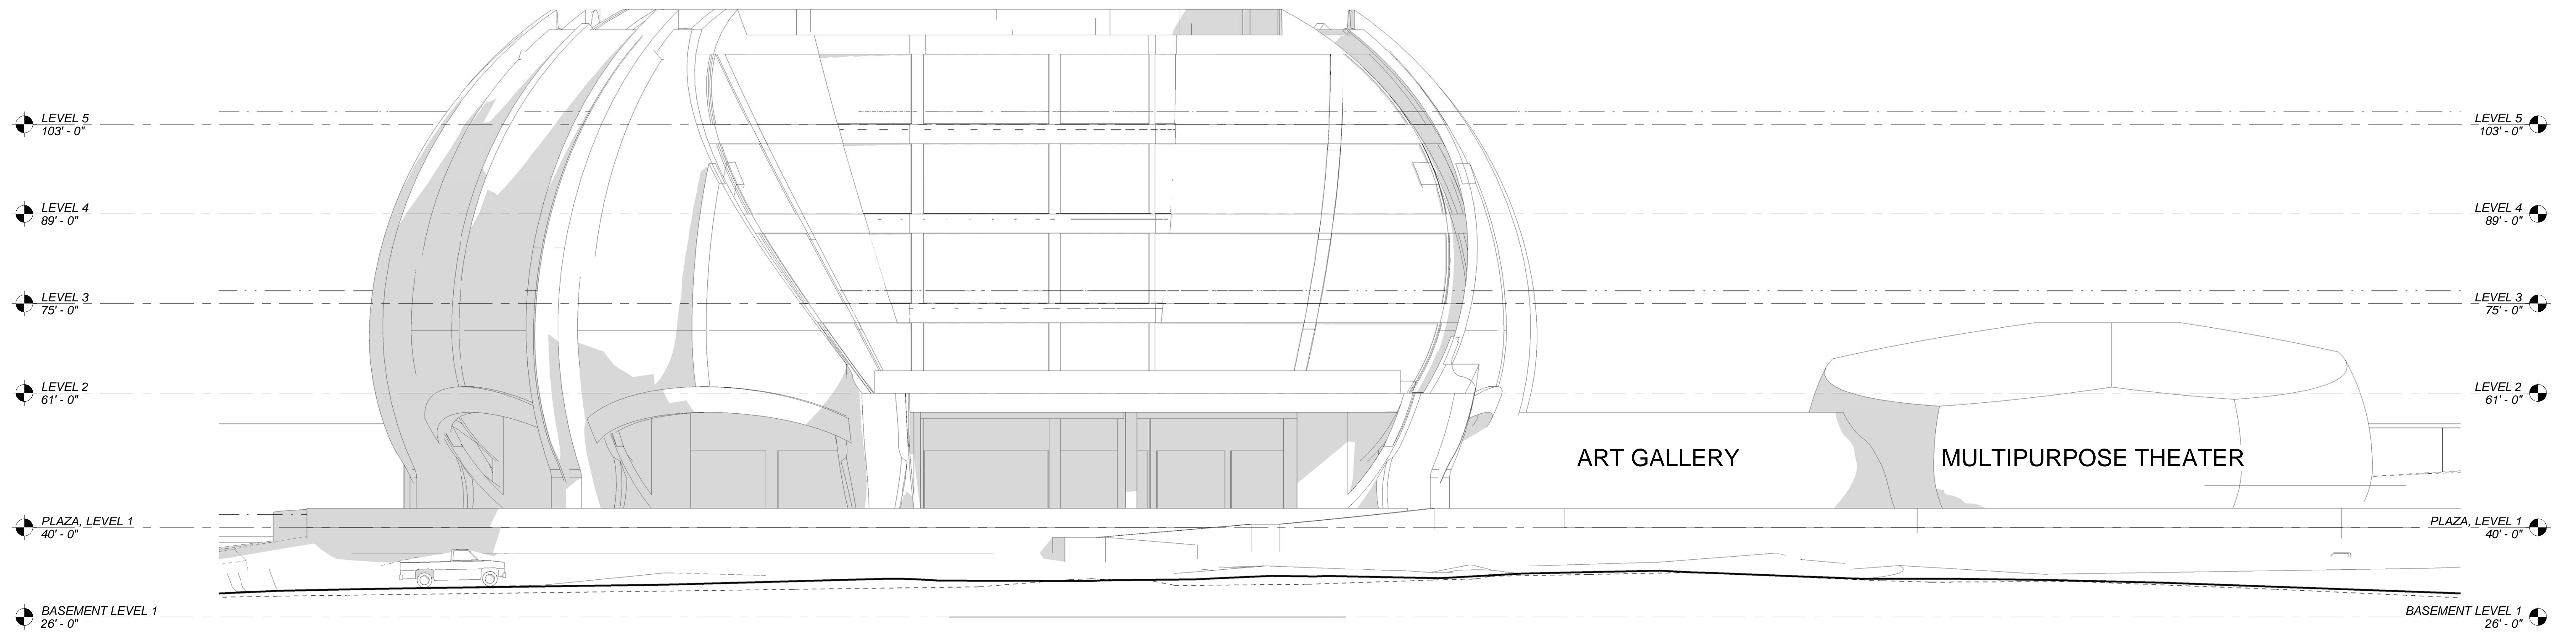 LEVEL 5
103' - 0"
LEVEL 5
103' - 0"
LEVEL 4
89' - 0"
LEVEL 4
89' - 0"
LEVEL 3
75' - 0"
LEVEL 3
75' - 0"
LEVEL 2
61' - 0"
LEVEL 2
61' - 0"
ART GALLERY
MULTIPURPOSE THEATER
PLAZA, LEVEL 1
40' - 0"
PLAZA, LEVEL 1
40' - 0"
BASEMENT LEVEL 1
26' - 0"
BASEMENT LEVEL 1
26' - 0"